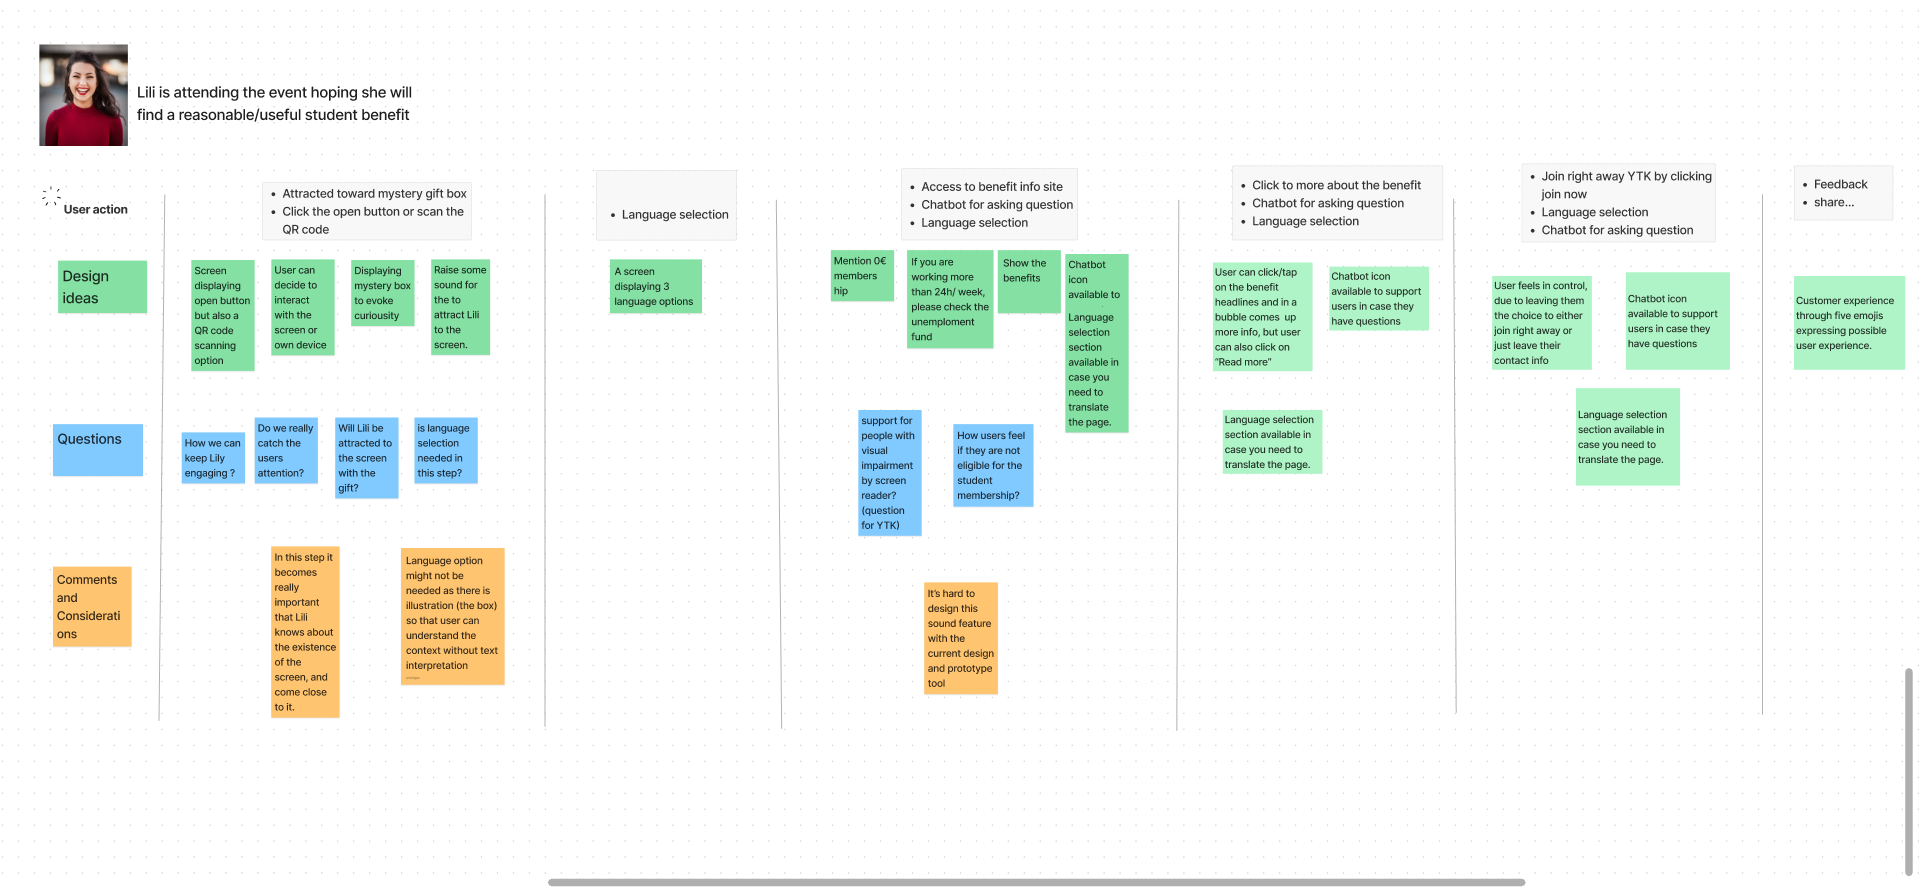 Lili is attending the event hoping she will
find a reasonable/useful student benefit
User action
• Attracted toward mystery gift box
• Click the open button or scan the
QR code
• Language selection
• Access to benefit info site
• Chatbot for asking question
• Language selection
• Click to more about the benefit
• Chatbot for asking question
• Language selection
• Join right away YTK by clicking
join now
• Language selection
• Chatbot for asking question
• Feedback
• share...
Design
ideas
Screen
displaying
open button
but also a
QR code
scanning
option
User can
decide to
interact
with the
screen or
own device
Displaying
mystery box
to evoke
curiousity
Raise some
sound for
the to
attract Lili
to the
screen.
A screen
displaying 3
language options
Mention 0€
members
hip
If you are
working more
than 24h/ week,
please check the
unemploment
fund
Show the
benefits
Chatbot
icon
available to
Language
selection
section
available in
case you
need to
translate
the page.
User can click/tap
on the benefit
headlines and in a
bubble comes up
more info, but user
can also click on
“Read more”
Chatbot icon
available to support
users in case they
have questions
Language selection
section available in
case you need to
translate the page.
User feels in control,
due to leaving them
the choice to either
join right away or
just leave their
contact info
Chatbot icon
available to support
users in case they
have questions
Language selection
section available in
case you need to
translate the page.
Customer experience
through five emojis
expressing possible
user experience.
Questions
How we can
keep Lily
engaging ?
Do we really
catch the
users
attention?
Will Lili be
attracted to
the screen
with the
gift?
is language
selection
needed in
this step?
support for
people with
visual
impairment
by screen
reader?
(question
for YTK)
How users feel
if they are not
eligible for the
student
membership?
Comments
and
Considerati
ons
In this step it
becomes
really
important
that Lili
knows about
the existence
of the
screen, and
come close
to it.
Language option
might not be
needed as there is
illustration (the box)
so that user can
understand the
context without text
interpretation
It’s hard to
design this
sound feature
with the
current design
and prototype
tool